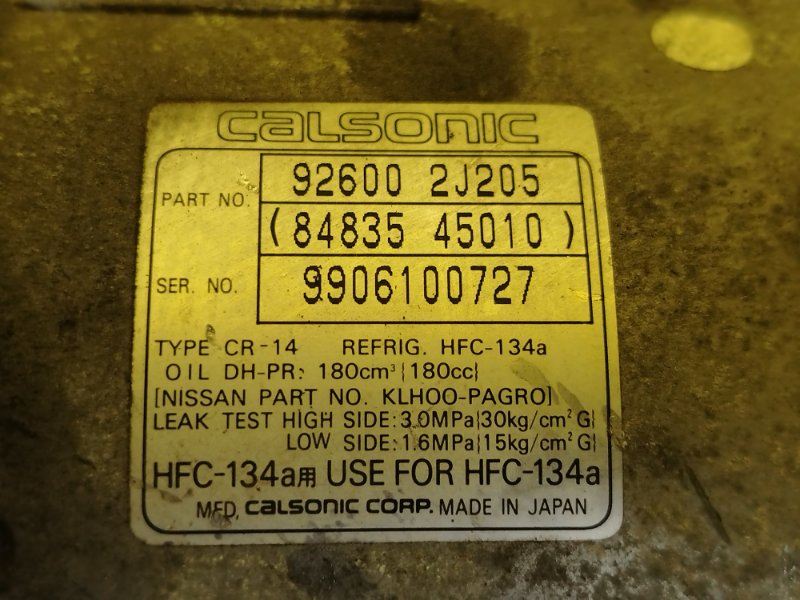 CALSONIC
PART NO. 92600 2J205
(84835 45010)
SER. NO. 9906100727
TYPE CR-14 REFRIG. HFC-134a
OIL DH-PR: 180cm³{180cc}
[NISSAN PART NO. KLHOO-PAGRO]
LEAK TEST HIGH SIDE:3.0MPa{30kg/cm²G}
LOW SIDE:1.6MPa{15kg/cm²G}
HFC-134a用 USE FOR HFC-134a
MFD, CALSONIC CORP. MADE IN JAPAN